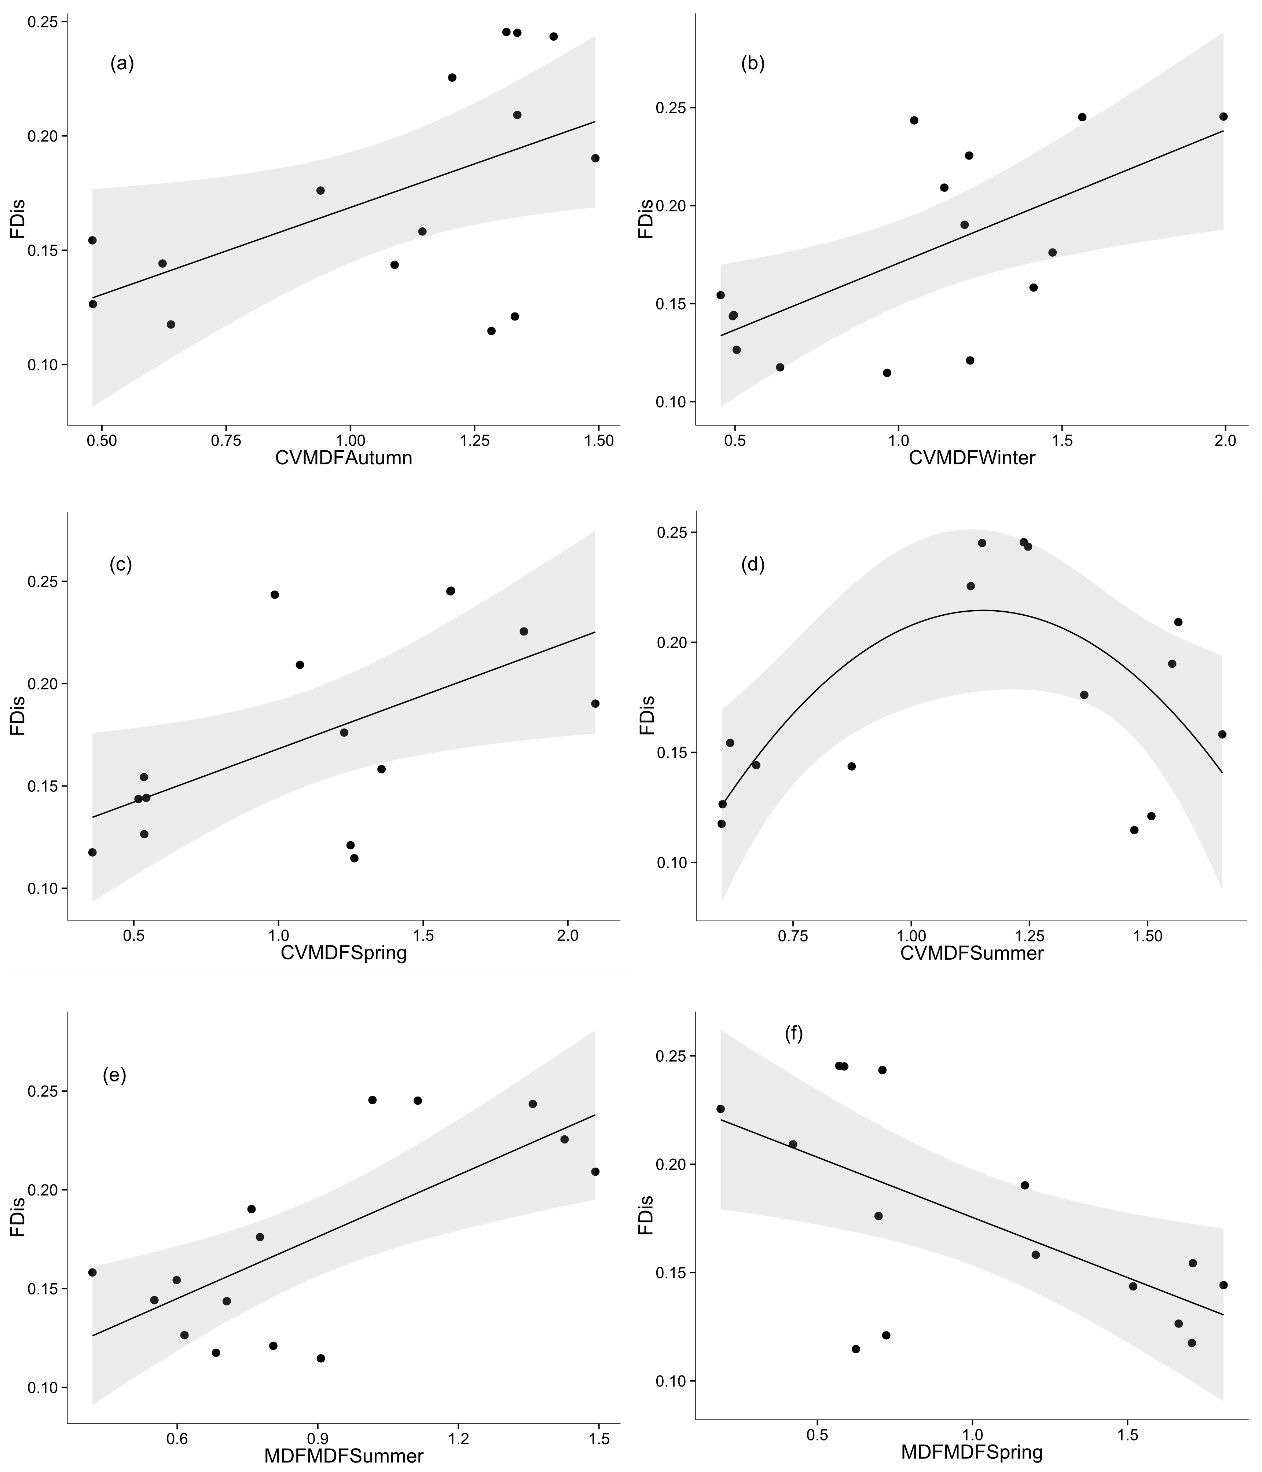 (a)
FDis
0.25
0.20
0.15
0.10
0.50 0.75 1.00 1.25 1.50
CVMDFAutumn
(b)
FDis
0.25
0.20
0.15
0.10
0.5 1.0 1.5 2.0
CVMDFWinter
(c)
FDis
0.25
0.20
0.15
0.10
0.5 1.0 1.5 2.0
CVMDFSpring
(d)
FDis
0.25
0.20
0.15
0.10
0.75 1.00 1.25 1.50
CVMDFSummer
(e)
FDis
0.25
0.20
0.15
0.10
0.6 0.9 1.2 1.5
MDFMDFSummer
(f)
FDis
0.25
0.20
0.15
0.10
0.5 1.0 1.5
MDFMDFSpring